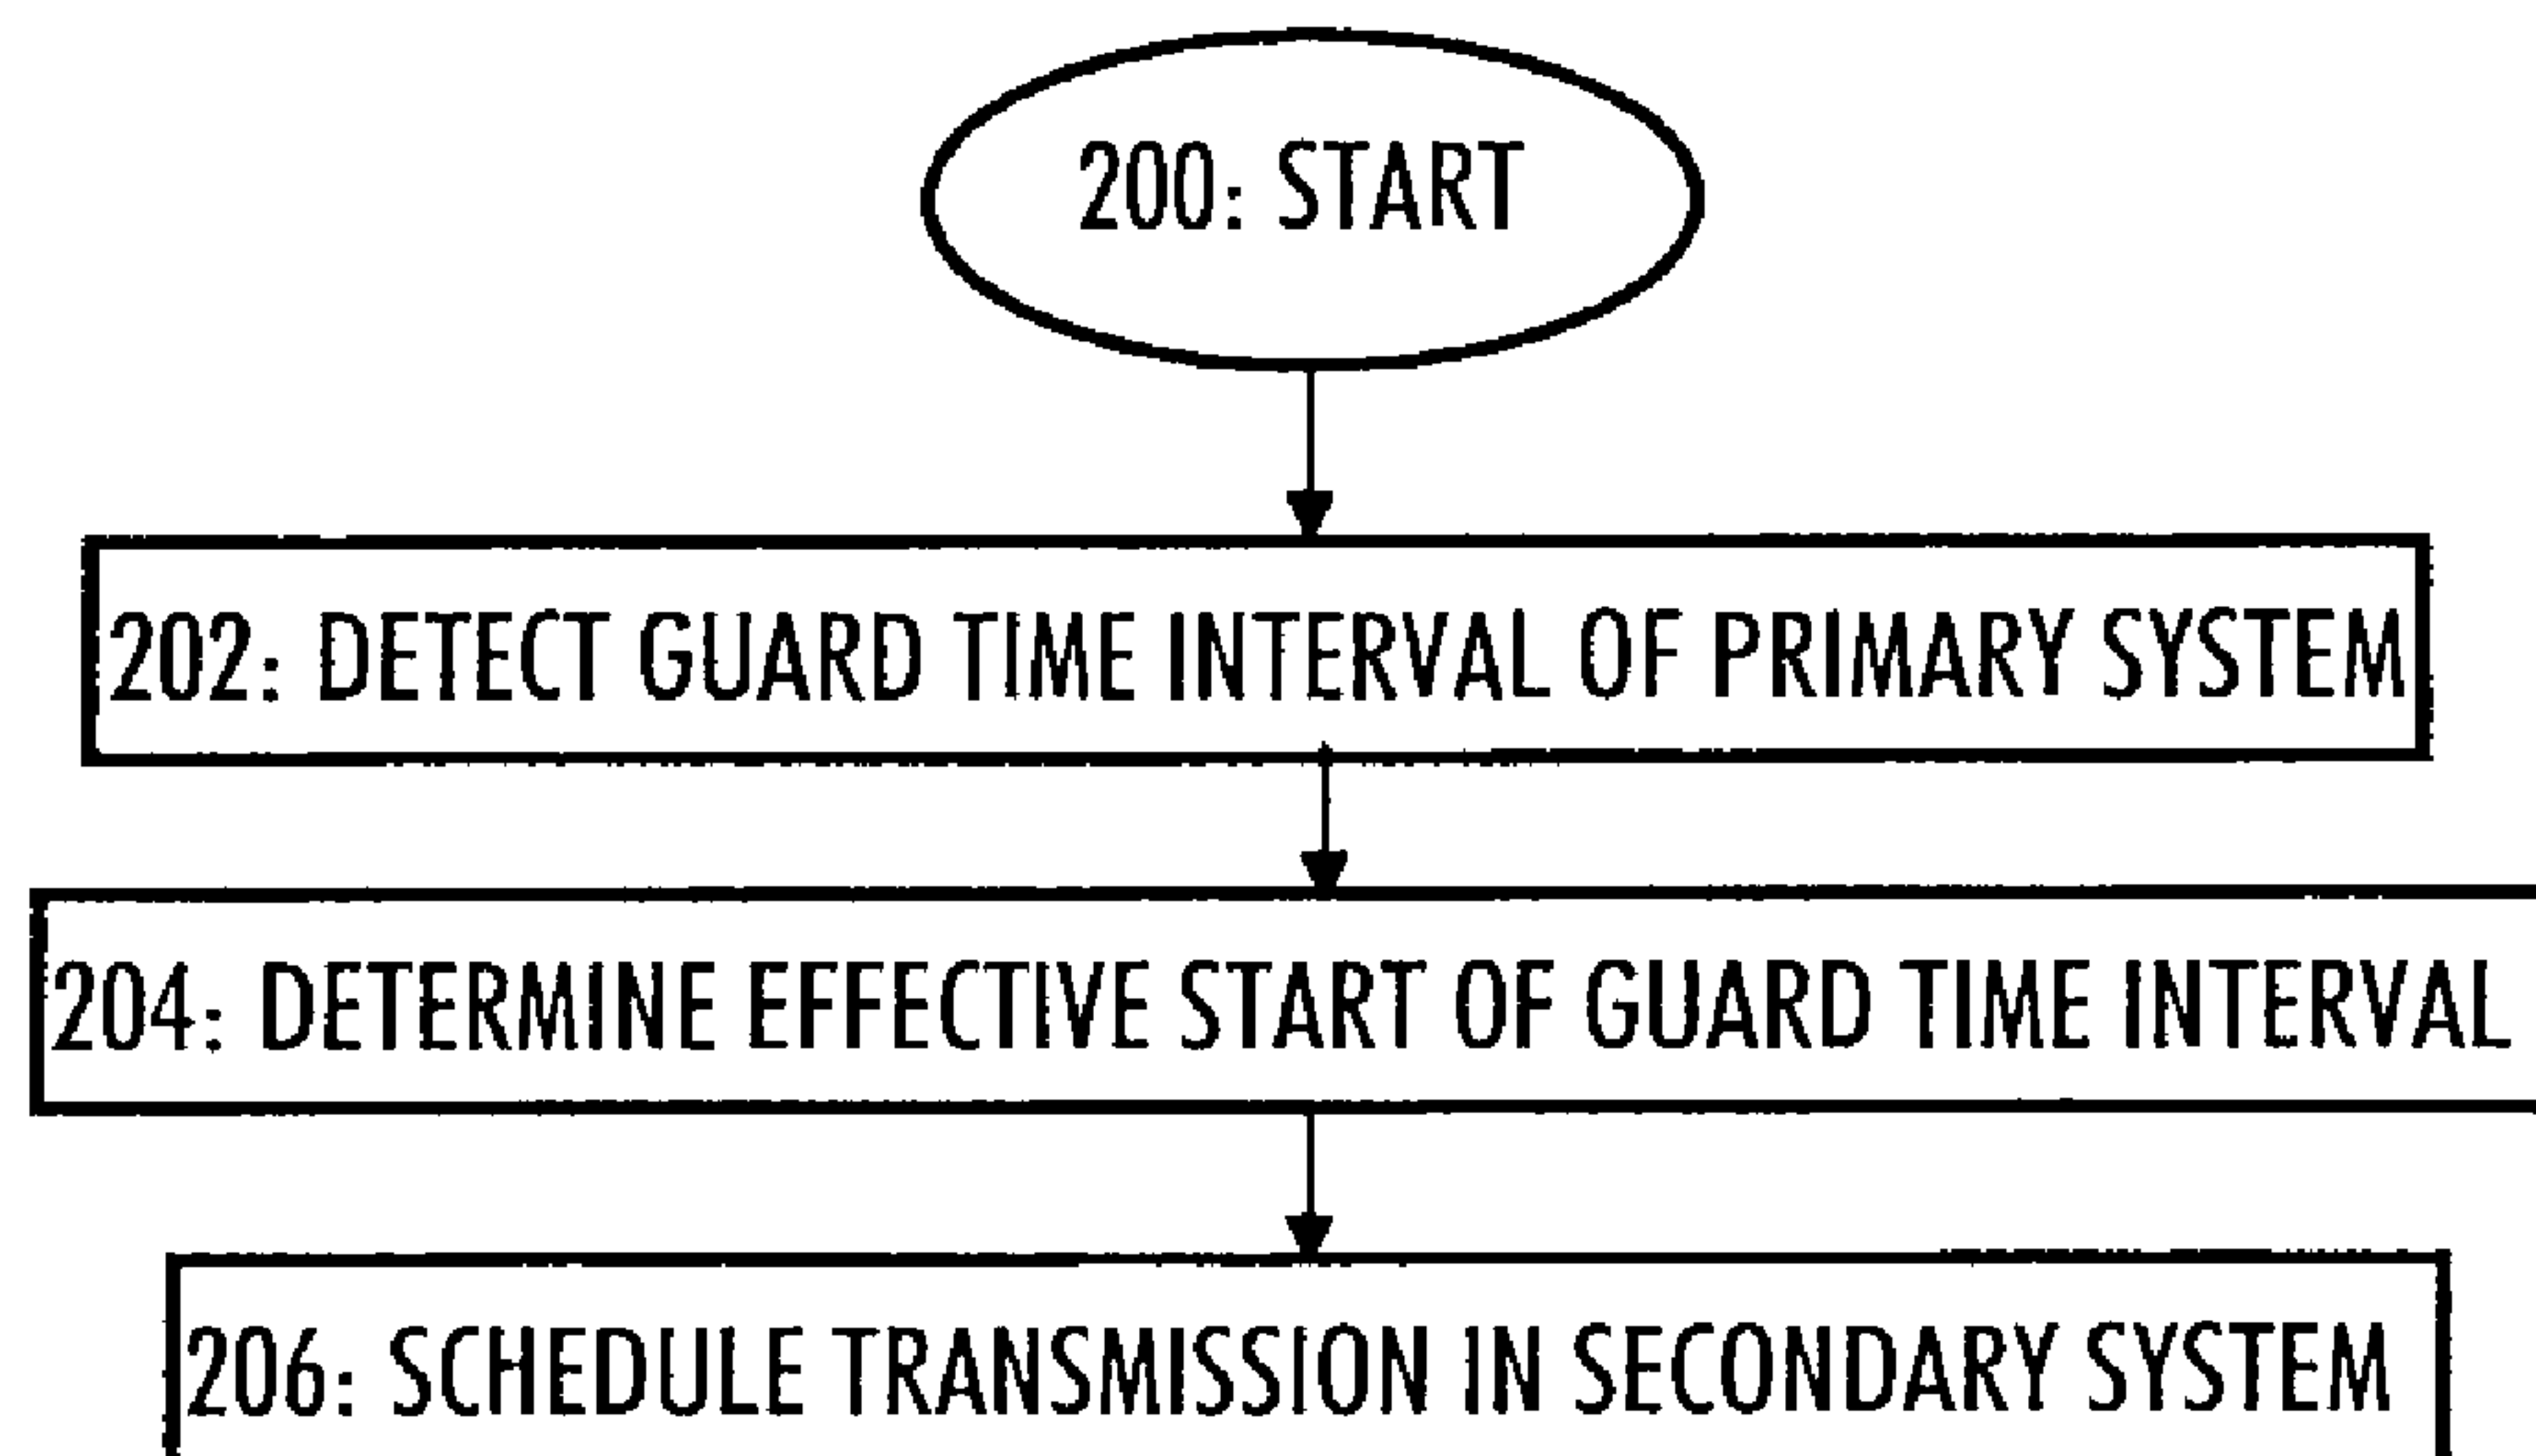 200: START
202: DETECT GUARD TIME INTERVAL OF PRIMARY SYSTEM
204: DETERMINE EFFECTIVE START OF GUARD TIME INTERVAL
206: SCHEDULE TRANSMISSION IN SECONDARY SYSTEM